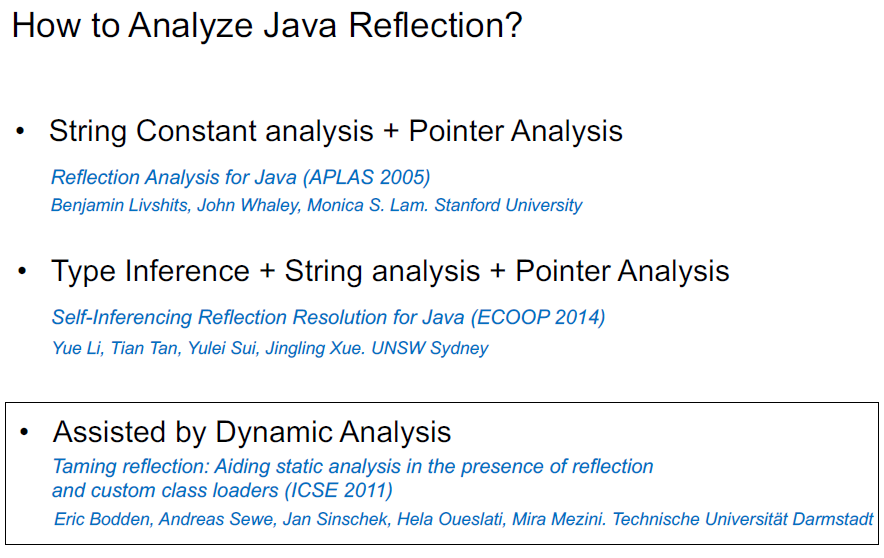 How to Analyze Java Reflection?
• String Constant analysis + Pointer Analysis
Reflection Analysis for Java (APLAS 2005)
Benjamin Livshits, John Whaley, Monica S. Lam. Stanford University
• Type Inference + String analysis + Pointer Analysis
Self-Inferencing Reflection Resolution for Java (ECOOP 2014)
Yue Li, Tian Tan, Yulei Sui, Jingling Xue. UNSW Sydney
• Assisted by Dynamic Analysis
Taming reflection: Aiding static analysis in the presence of reflection
and custom class loaders (ICSE 2011)
Eric Bodden, Andreas Sewe, Jan Sinschek, Hela Oueslati, Mira Mezini. Technische Universität Darmstadt